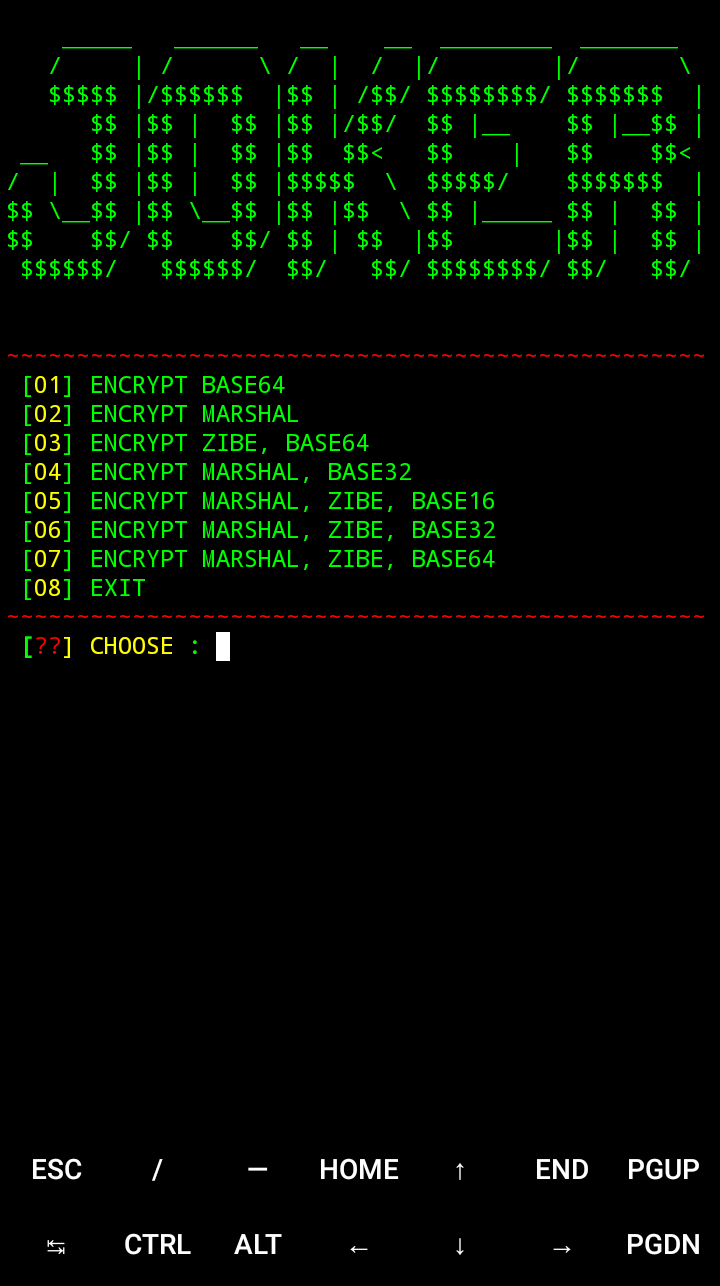 ______   _______   __    __  ________  _______
   /     | /      \ /  |  /  |/        |/       \
   $$$$$ |/$$$$$$  |$$ | /$$/ $$$$$$$$/ $$$$$$$  |
      $$ |$$ |  $$ |$$ |/$$/  $$ |__    $$ |__$$ |
 __   $$ |$$ |  $$ |$$  $$<   $$    |   $$    $$<
/  |  $$ |$$ |  $$ |$$$$$  \  $$$$$/    $$$$$$$  |
$$ \__$$ |$$ \__$$ |$$ |$$  \ $$ |_____ $$ |  $$ |
$$    $$/ $$    $$/ $$ | $$  |$$       |$$ |  $$ |
 $$$$$$/   $$$$$$/  $$/   $$/ $$$$$$$$/ $$/   $$/
~~~~~~~~~~~~~~~~~~~~~~~~~~~~~~~~~~~~~~~~~~~~~~~~~~
[01] ENCRYPT BASE64
[02] ENCRYPT MARSHAL
[03] ENCRYPT ZIBE, BASE64
[04] ENCRYPT MARSHAL, BASE32
[05] ENCRYPT MARSHAL, ZIBE, BASE16
[06] ENCRYPT MARSHAL, ZIBE, BASE32
[07] ENCRYPT MARSHAL, ZIBE, BASE64
[08] EXIT
~~~~~~~~~~~~~~~~~~~~~~~~~~~~~~~~~~~~~~~~~~~~~~~~~~
[??] CHOOSE :
ESC / — HOME ↑ END PGUP
↹ CTRL ALT ← ↓ → PGDN